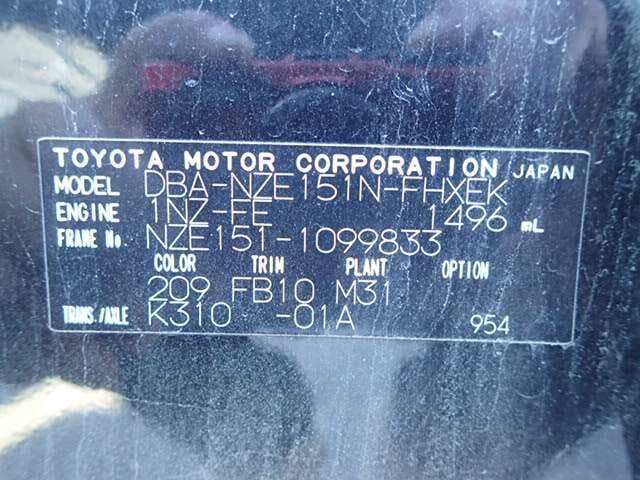 TOYOTA MOTOR CORPORATION JAPAN
MODEL DBA-NZE151N-FHXEK
ENGINE 1NZ-FE 1496 mL
FRAME No. NZE151-1099833
COLOR TRIM PLANT OPTION
209 FB10 M31
TRANS./AXLE K310 -01A 954